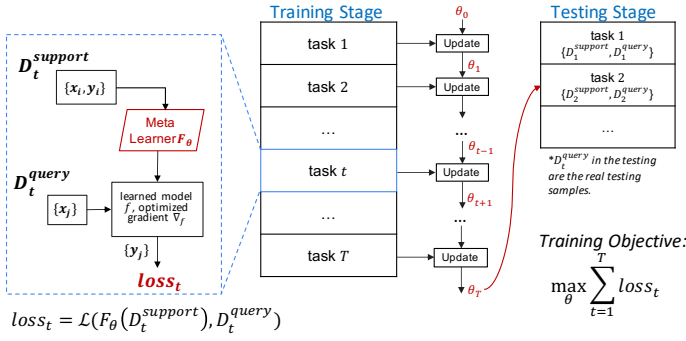 D_t^{support}
{x_i, y_i}
Meta
Learner F_θ
D_t^{query}
{x_j}
learned model
f, optimized
gradient ∇_f
{y_j}
loss_t
loss_t = ℒ(F_θ(D_t^{support}), D_t^{query})
Training Stage
task 1
task 2
...
task t
...
task T
θ_0
Update
θ_1
Update
...
θ_{t−1}
Update
θ_{t+1}
...
Update
θ_T
Testing Stage
task 1
{D_1^{support}, D_1^{query}}
task 2
{D_2^{support}, D_2^{query}}
...
*D_t^{query} in the testing
are the real testing
samples.
Training Objective:
max_θ ∑_{t=1}^{T} loss_t